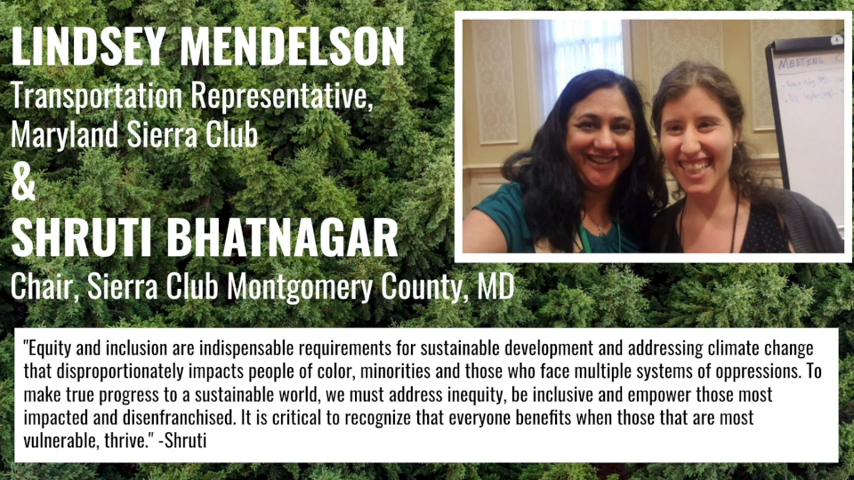 LINDSEY MENDELSON
Transportation Representative,
Maryland Sierra Club
&
SHRUTI BHATNAGAR
Chair, Sierra Club Montgomery County, MD
MEETING
"Equity and inclusion are indispensable requirements for sustainable development and addressing climate change
that disproportionately impacts people of color, minorities and those who face multiple systems of oppressions. To
make true progress to a sustainable world, we must address inequity, be inclusive and empower those most
impacted and disenfranchised. It is critical to recognize that everyone benefits when those that are most
vulnerable, thrive." -Shruti